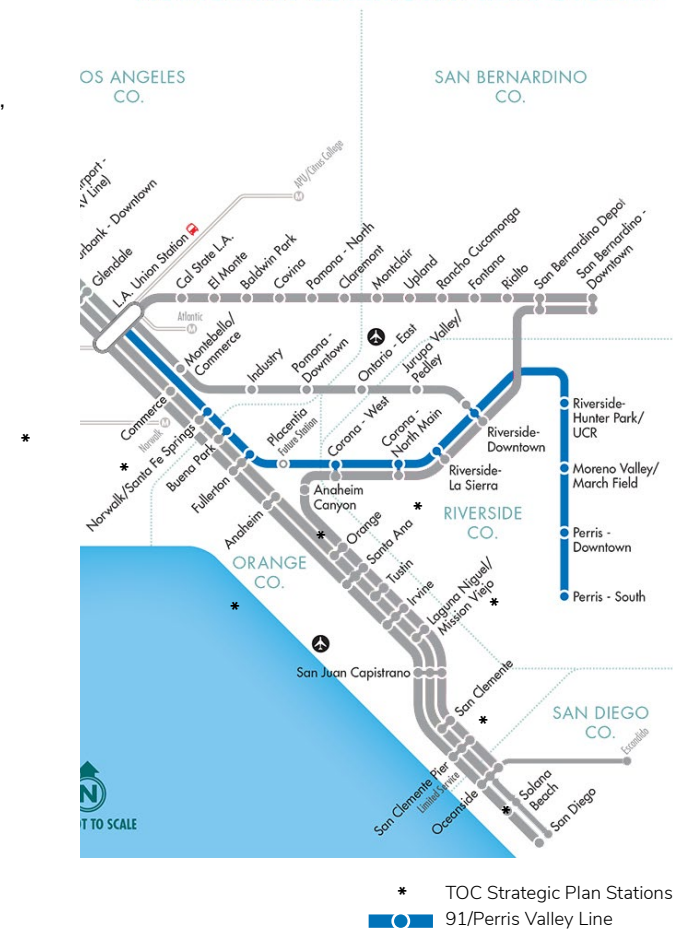 OS ANGELES
CO.
SAN BERNARDINO
CO.
,
rport -
V Line)
urbank - Downtown
Glendale
L.A. Union Station
APU/Citrus College
M
Cal State L.A.
El Monte
Baldwin Park
Covina
Pomona - North
Claremont
Montclair
Upland
Rancho Cucamonga
Fontana
Rialto
San Bernardino Depot
San Bernardino -
Downtown
Atlantic
M
Montebello/
Commerce
Industry
Pomona -
Downtown
Ontario - East
Jurupa Valley/
Pedley
Commerce
Norwalk
M
Norwalk/Santa Fe Springs
Buena Park
Fullerton
Anaheim
Placentia
Future Station
Corona - West
Corona -
North Main
Riverside-
Downtown
Riverside-
La Sierra
Riverside-
Hunter Park/
UCR
Moreno Valley/
March Field
Perris -
Downtown
Perris - South
Anaheim
Canyon
RIVERSIDE
CO.
ORANGE
CO.
Orange
Santa Ana
Tustin
Irvine
Laguna Niguel/
Mission Viejo
San Juan Capistrano
San Clemente
SAN DIEGO
CO.
Escondido
San Clemente Pier
Limited Service
Oceanside
Solana
Beach
San Diego
N
T TO SCALE
* TOC Strategic Plan Stations
91/Perris Valley Line